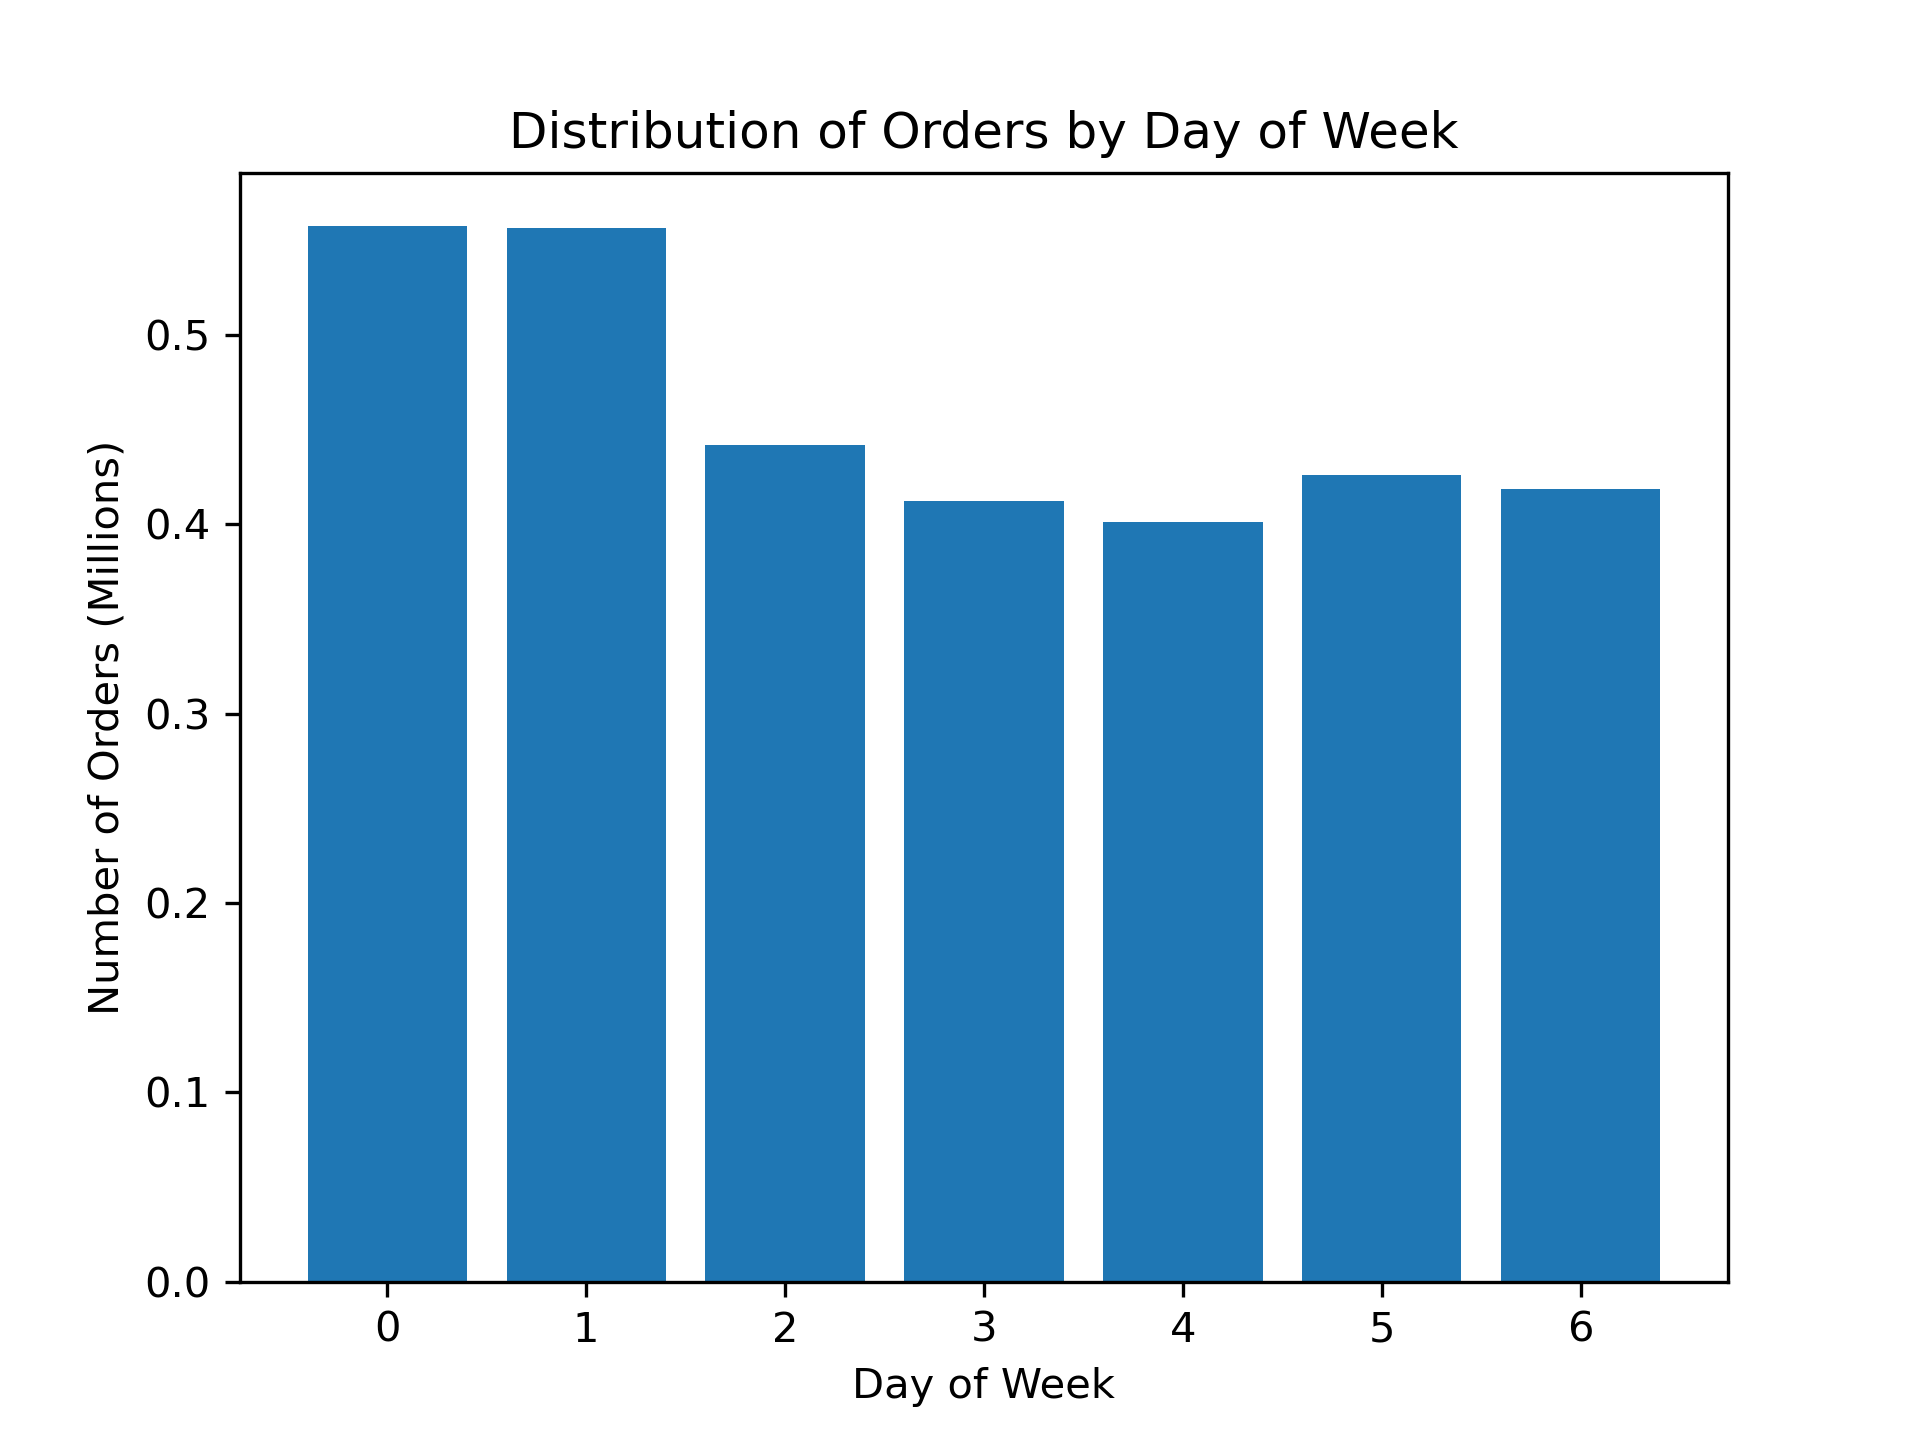 Distribution of Orders by Day of Week
Number of Orders (Millions)
0.5
0.4
0.3
0.2
0.1
0.0
0 1 2 3 4 5 6
Day of Week